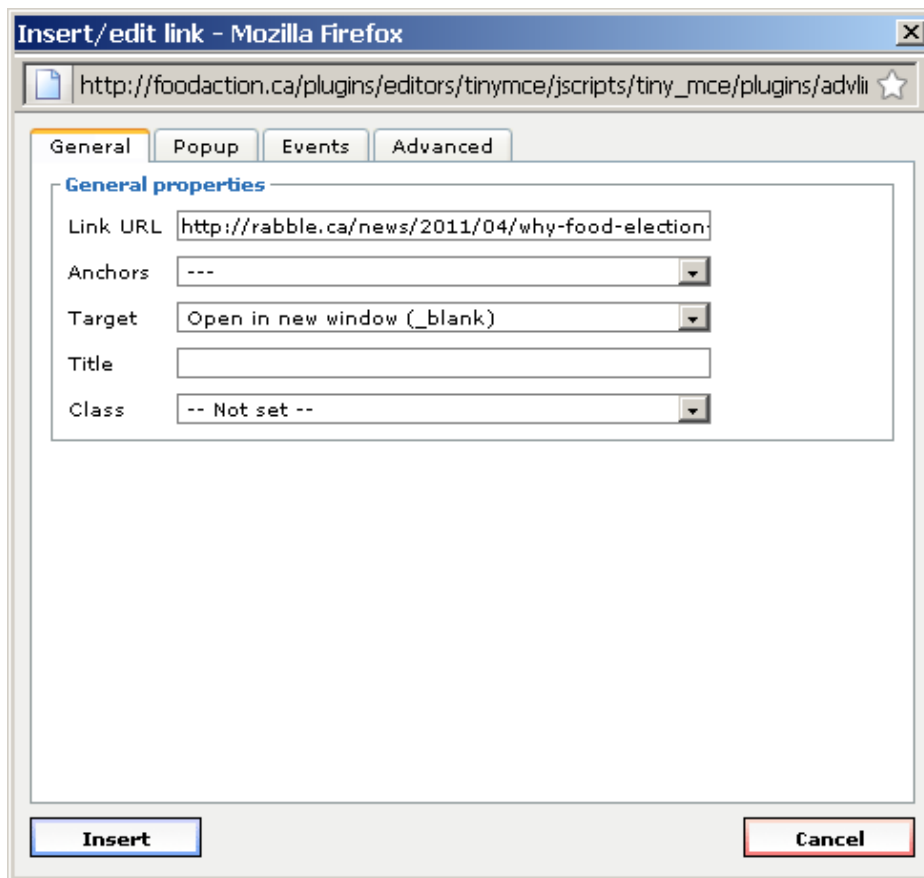 Insert/edit link - Mozilla Firefox
http://foodaction.ca/plugins/editors/tinymce/jscripts/tiny_mce/plugins/advli
General Popup Events Advanced
General properties
Link URL http://rabble.ca/news/2011/04/why-food-election-
Anchors ---
Target Open in new window (_blank)
Title
Class -- Not set --
Insert Cancel